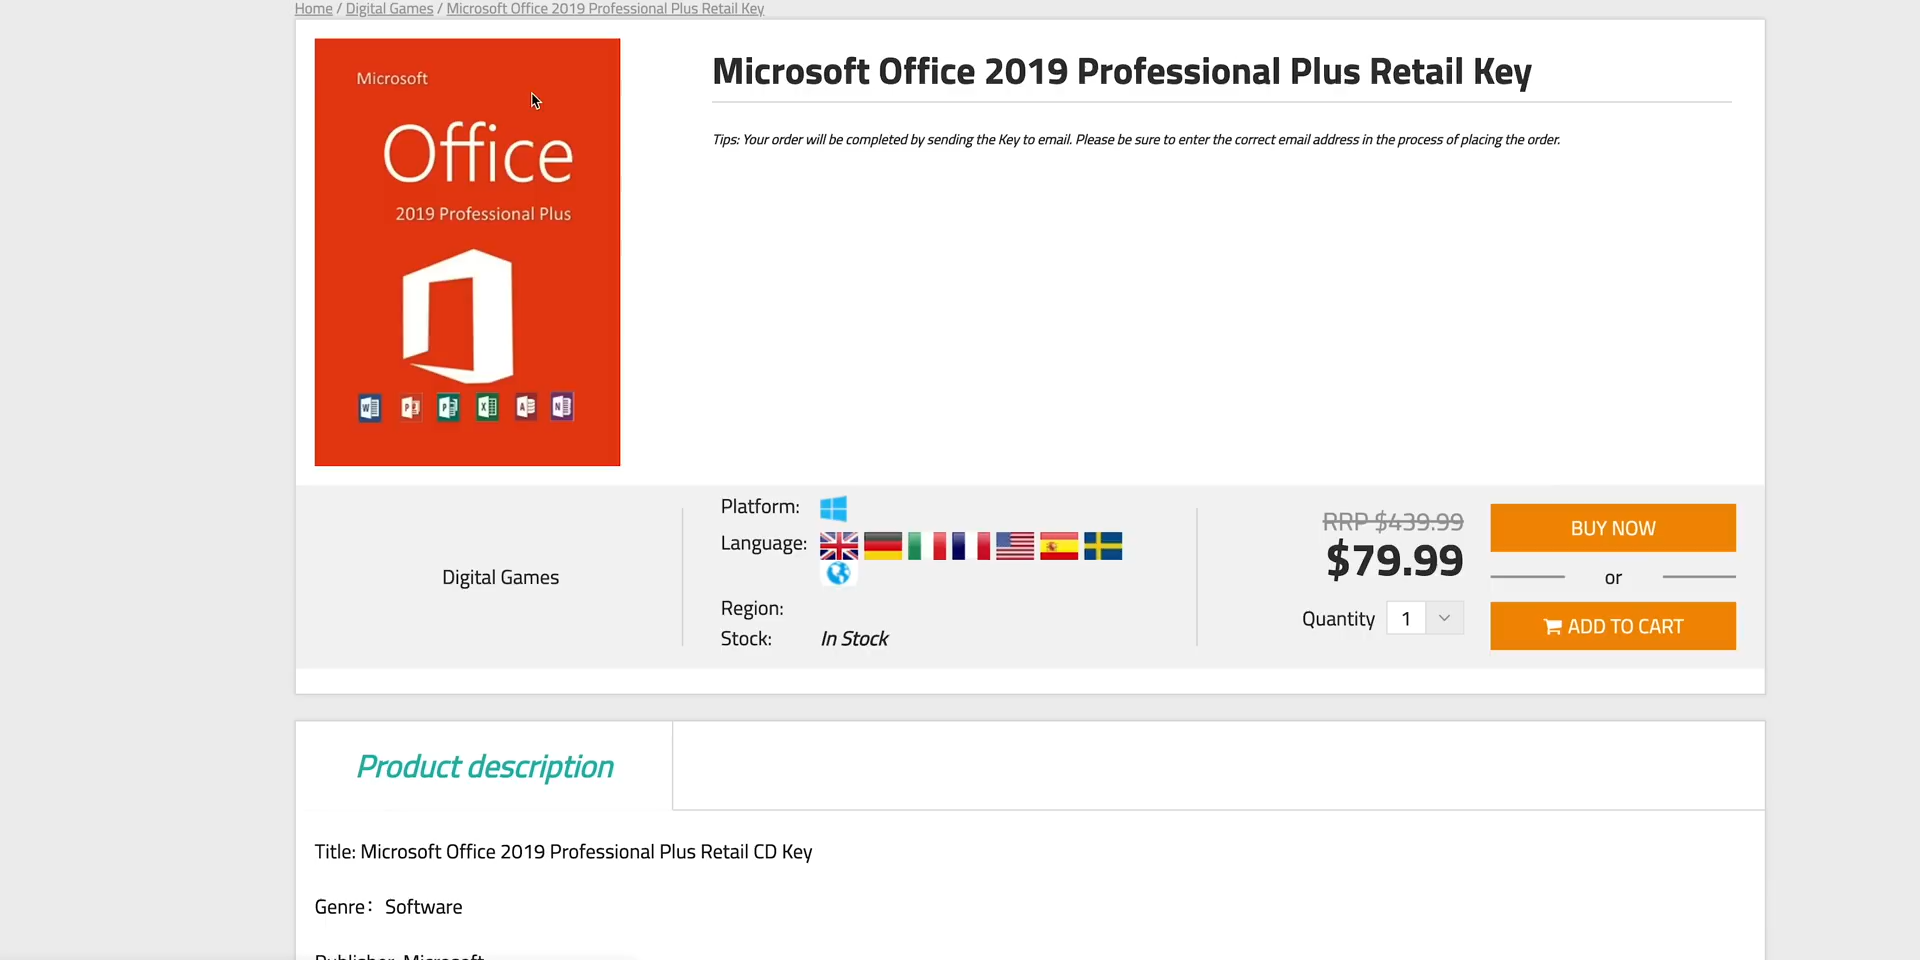 Home / Digital Games / Microsoft Office 2019 Professional Plus Retail Key
Microsoft
Office
2019 Professional Plus
Microsoft Office 2019 Professional Plus Retail Key
Tips: Your order will be completed by sending the Key to email. Please be sure to enter the correct email address in the process of placing the order.
Digital Games
Platform:
Language:
Region:
Stock: In Stock
RRP $439.99
$79.99
Quantity 1
BUY NOW
or
ADD TO CART
Product description
Title: Microsoft Office 2019 Professional Plus Retail CD Key
Genre： Software
Publisher Microsoft